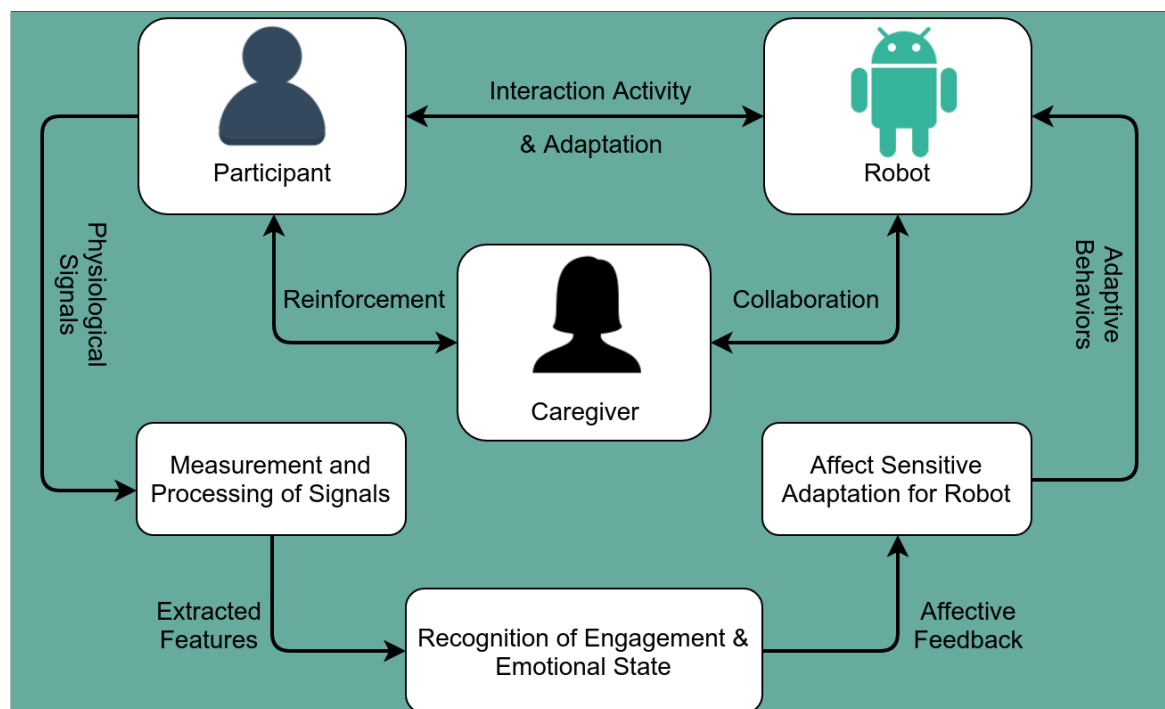 Interaction Activity
& Adaptation
Participant
Robot
Physiological
Signals
Adaptive
Behaviors
Reinforcement
Collaboration
Caregiver
Measurement and
Processing of Signals
Affect Sensitive
Adaptation for Robot
Extracted
Features
Recognition of Engagement &
Emotional State
Affective
Feedback